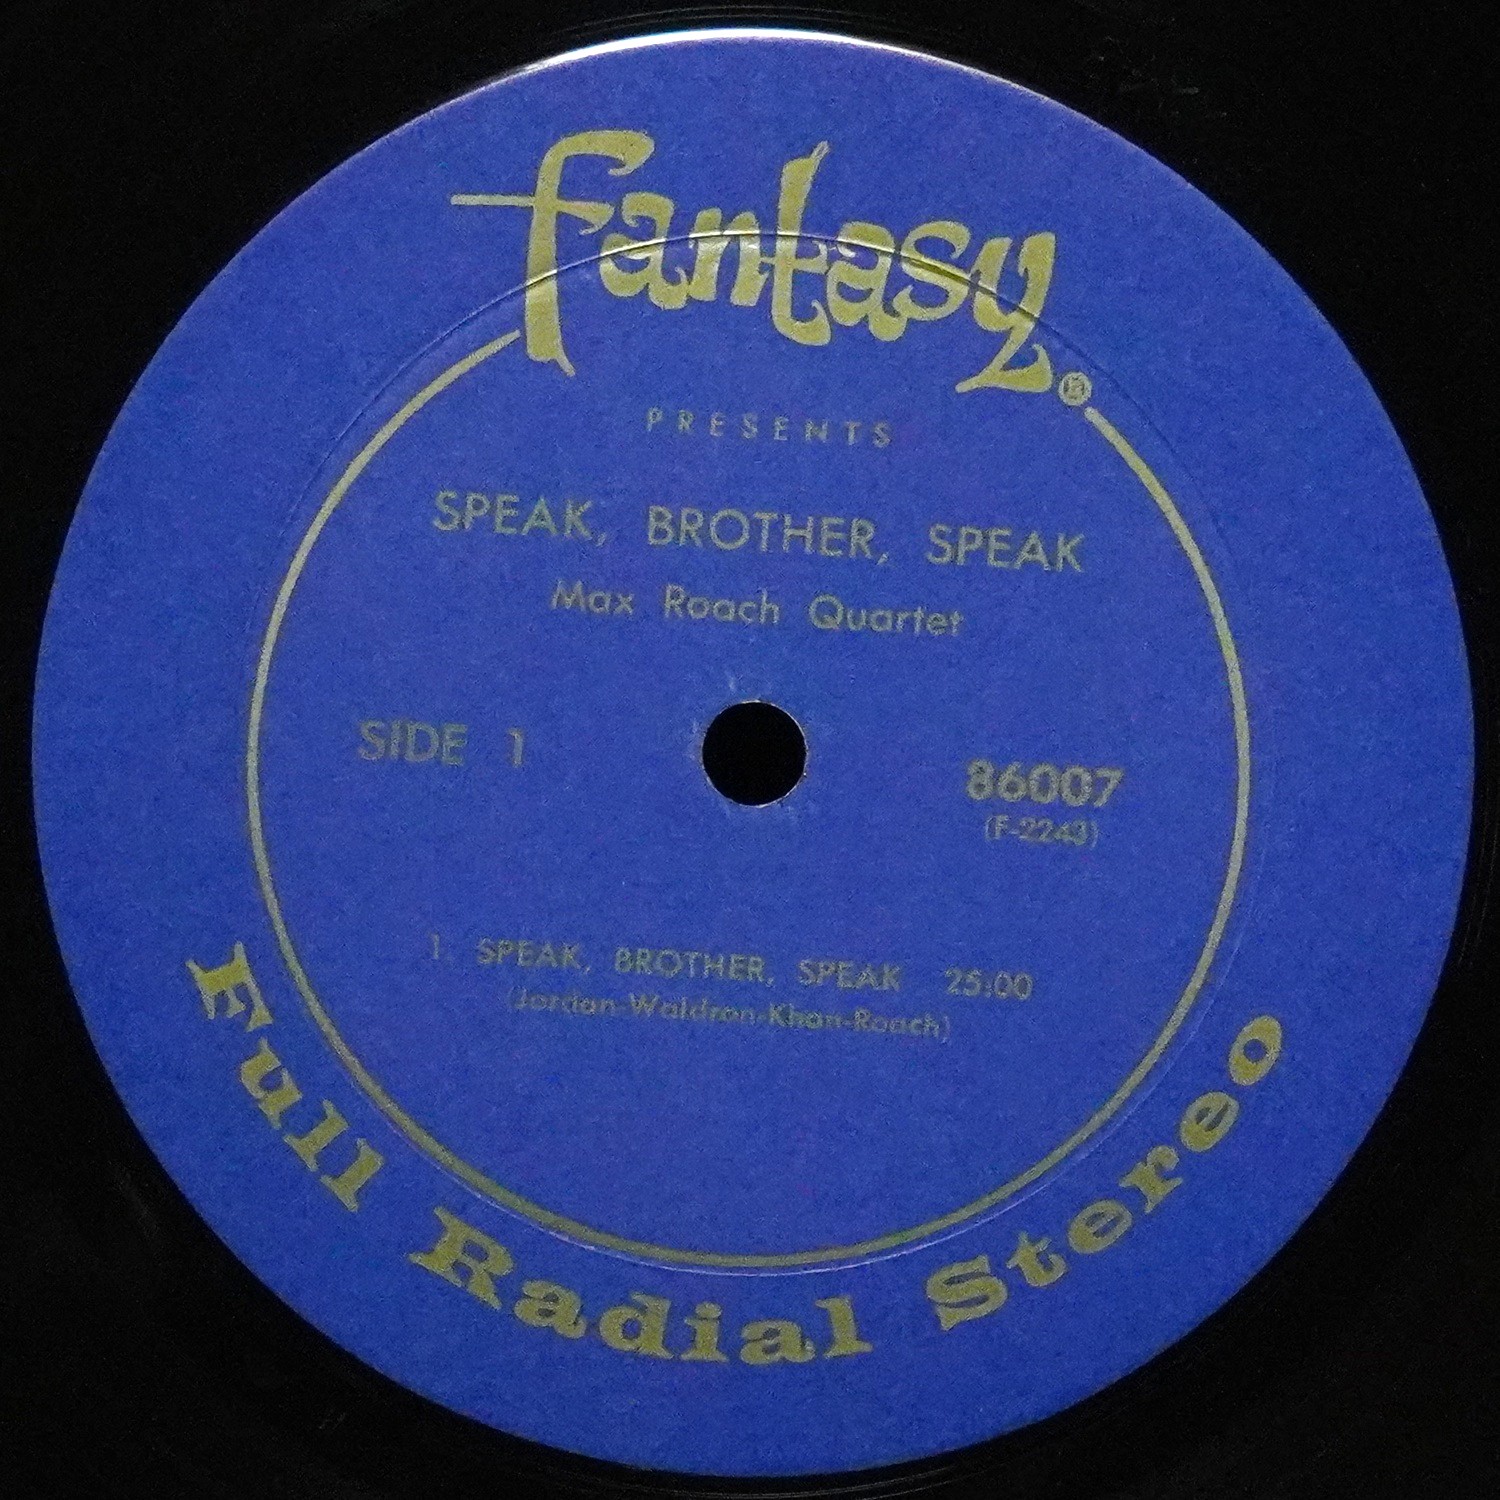 fantasy®
PRESENTS
SPEAK, BROTHER, SPEAK
Max Roach Quartet
SIDE 1
86007
(F-2243)
1. SPEAK, BROTHER, SPEAK 25:00
(Jordan-Waldron-Khan-Roach)
Full Radial Stereo